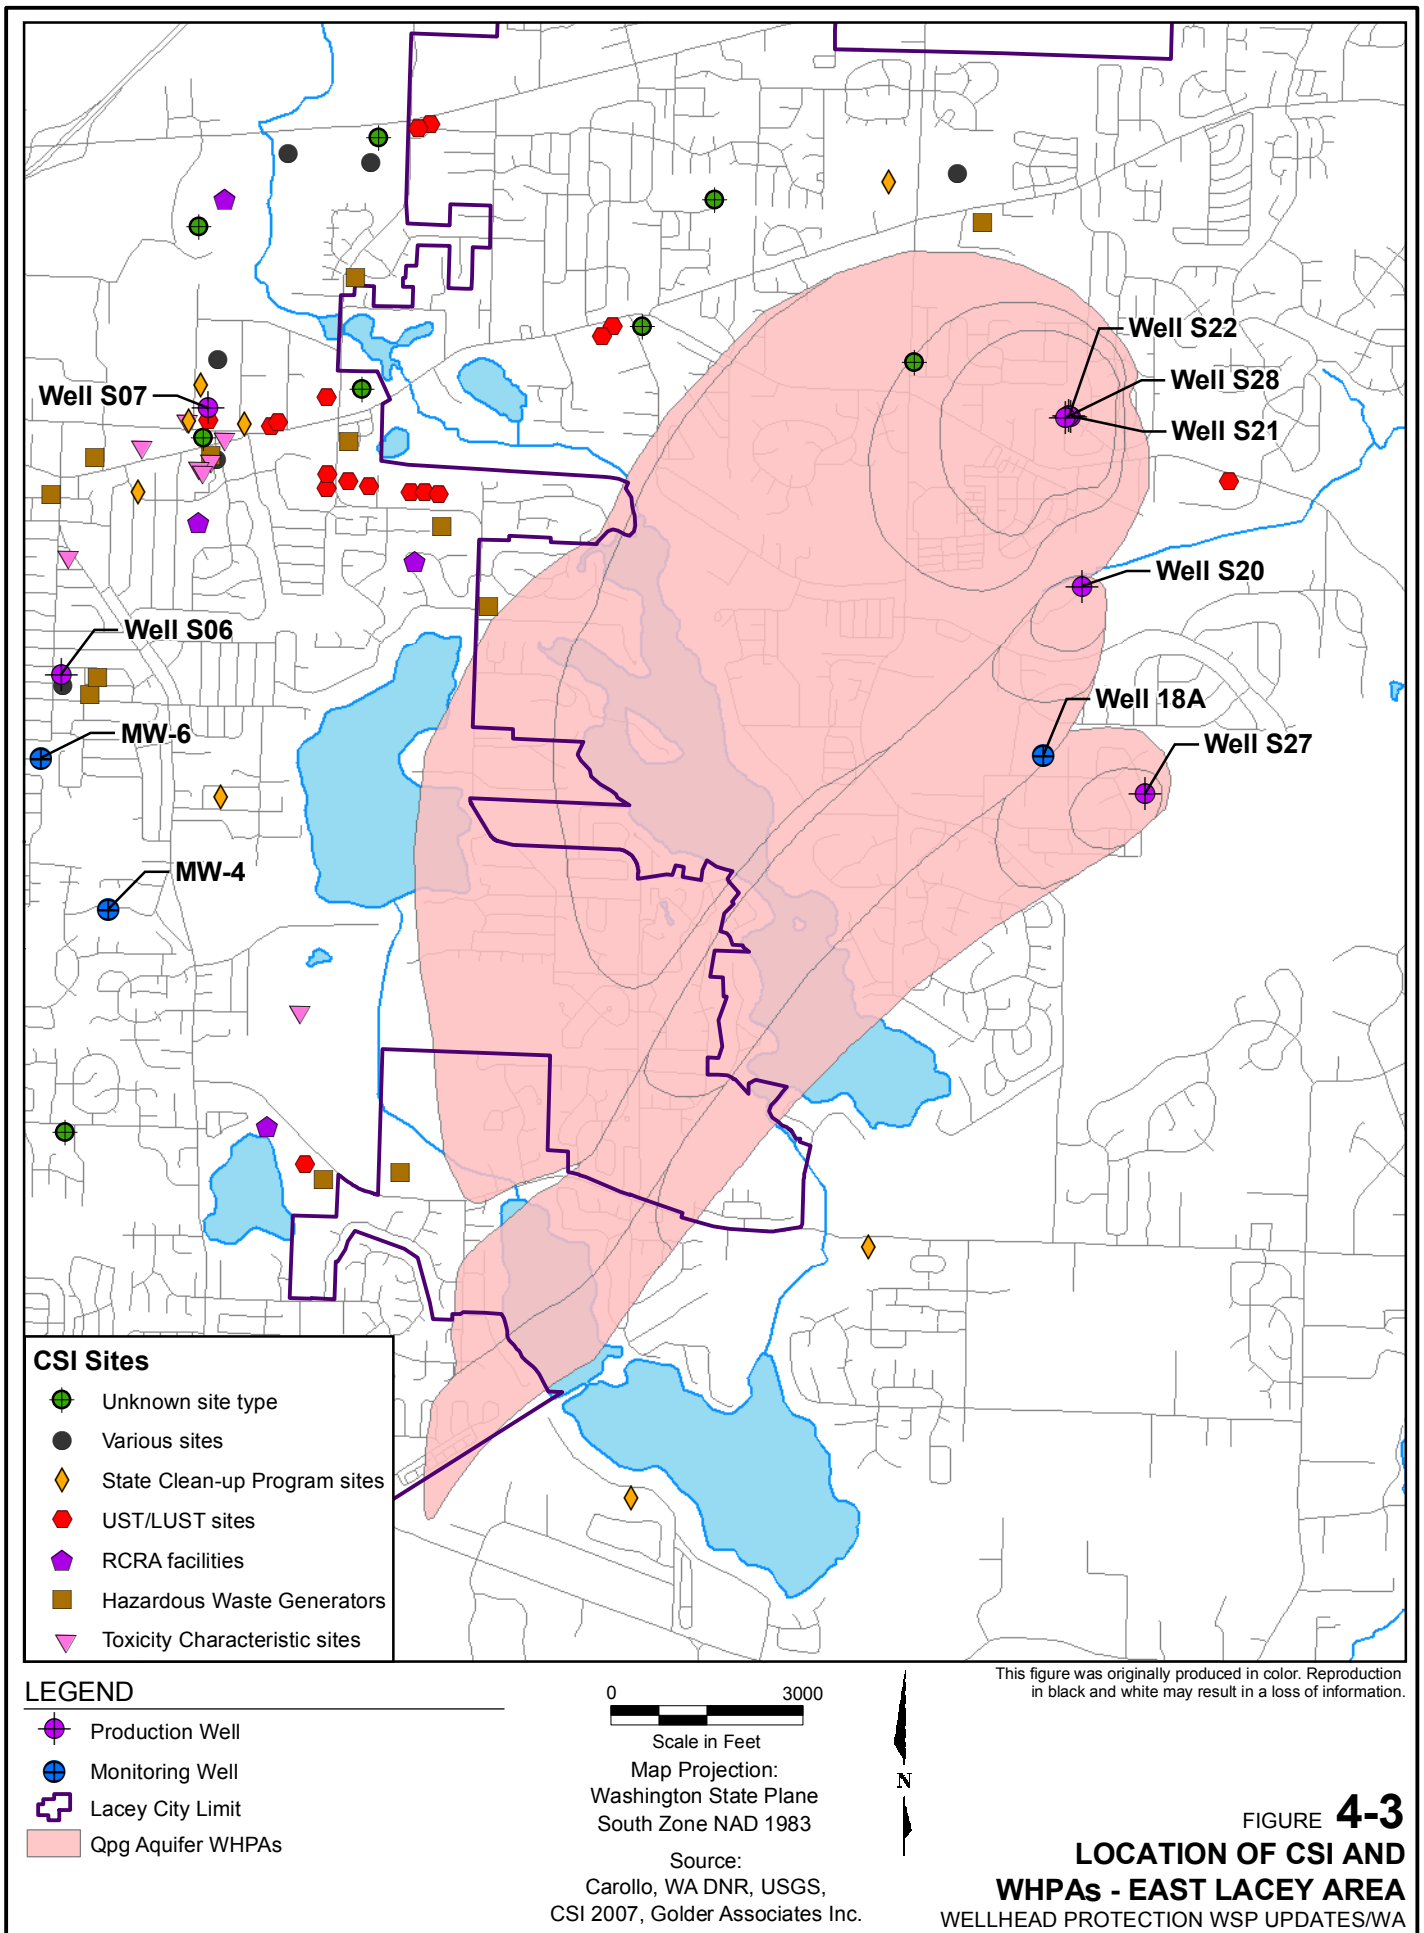 Well S22
Well S28
Well S07
Well S21
Well S20
Well S06
Well 18A
MW-6
Well S27
MW-4
CSI Sites
Unknown site type
Various sites
State Clean-up Program sites
UST/LUST sites
RCRA facilities
Hazardous Waste Generators
Toxicity Characteristic sites
LEGEND
Production Well
Monitoring Well
Lacey City Limit
Qpg Aquifer WHPAs
0 3000
Scale in Feet
Map Projection:
Washington State Plane
South Zone NAD 1983
Source:
Carollo, WA DNR, USGS,
CSI 2007, Golder Associates Inc.
N
This figure was originally produced in color. Reproduction
in black and white may result in a loss of information.
FIGURE 4-3
LOCATION OF CSI AND
WHPAs - EAST LACEY AREA
WELLHEAD PROTECTION WSP UPDATES/WA